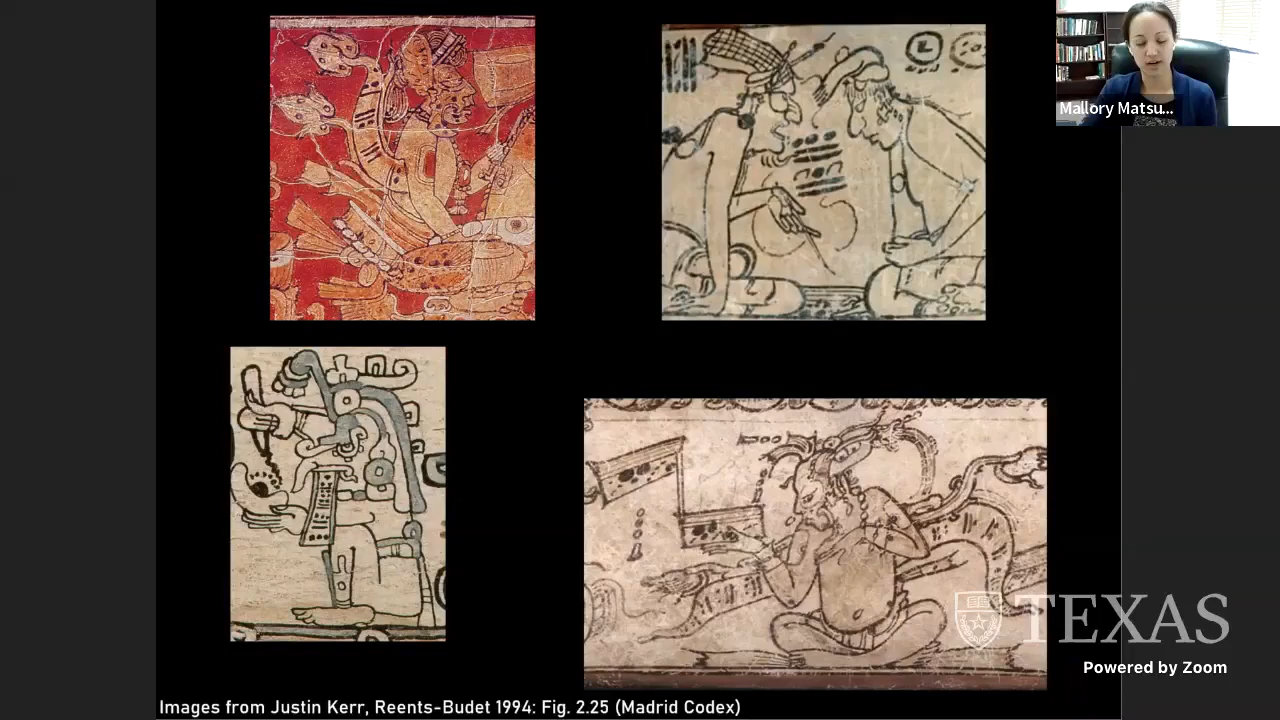 Mallory Matsu...
TEXAS
Powered by Zoom
Images from Justin Kerr, Reents-Budet 1994: Fig. 2.25 (Madrid Codex)